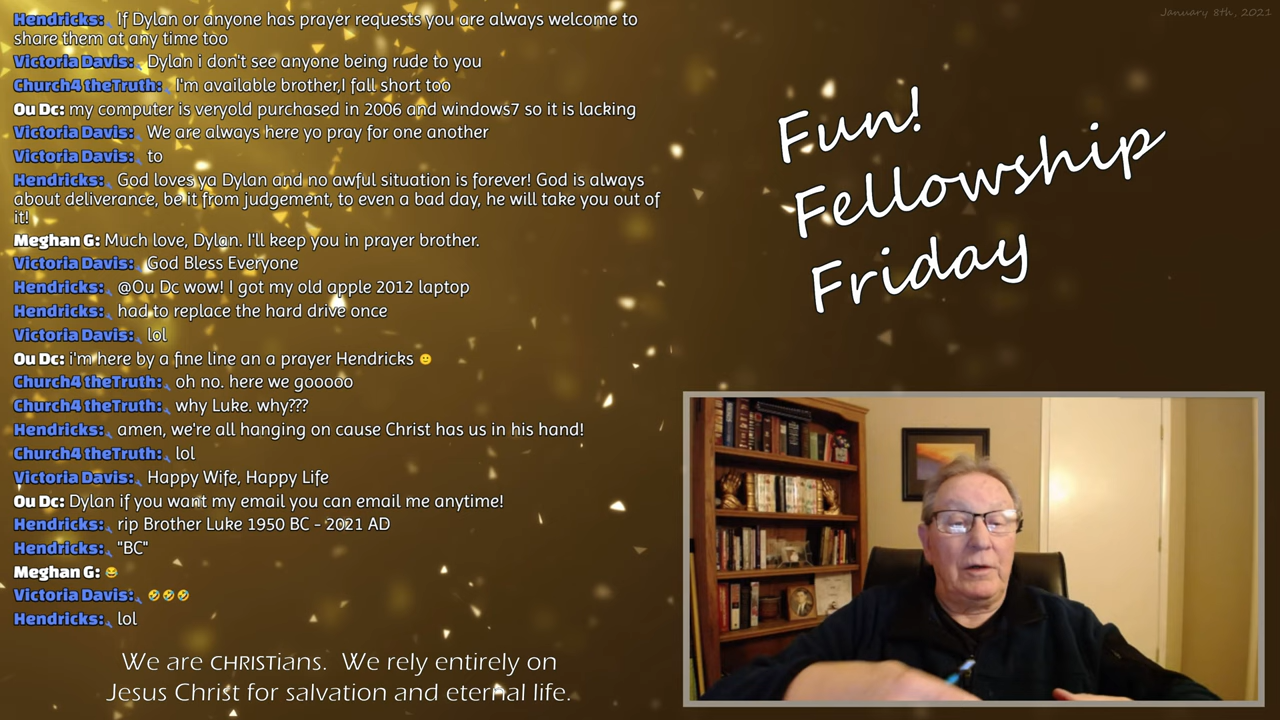 Hendricks: If Dylan or anyone has prayer requests you are always welcome to
share them at any time too
Victoria Davis: Dylan i don't see anyone being rude to you
Church4 theTruth: I'm available brother,I fall short too
Ou Dc: my computer is veryold purchased in 2006 and windows7 so it is lacking
Victoria Davis: We are always here yo pray for one another
Victoria Davis: to
Hendricks: God loves ya Dylan and no awful situation is forever! God is always
about deliverance, be it from judgement, to even a bad day, he will take you out of
it!
Meghan G: Much love, Dylan. I'll keep you in prayer brother.
Victoria Davis: God Bless Everyone
Hendricks: @Ou Dc wow! I got my old apple 2012 laptop
Hendricks: had to replace the hard drive once
Victoria Davis: lol
Ou Dc: i'm here by a fine line an a prayer Hendricks 🙂
Church4 theTruth: oh no. here we gooooo
Church4 theTruth: why Luke. why???
Hendricks: amen, we're all hanging on cause Christ has us in his hand!
Church4 theTruth: lol
Victoria Davis: Happy Wife, Happy Life
Ou Dc: Dylan if you want my email you can email me anytime!
Hendricks: rip Brother Luke 1950 BC - 2021 AD
Hendricks: "BC"
Meghan G: 😂
Victoria Davis: 🤣🤣🤣
Hendricks: lol
We are CHRISTians. We rely entirely on
Jesus Christ for salvation and eternal life.
January 8th, 2021
Fun!
Fellowship
Friday